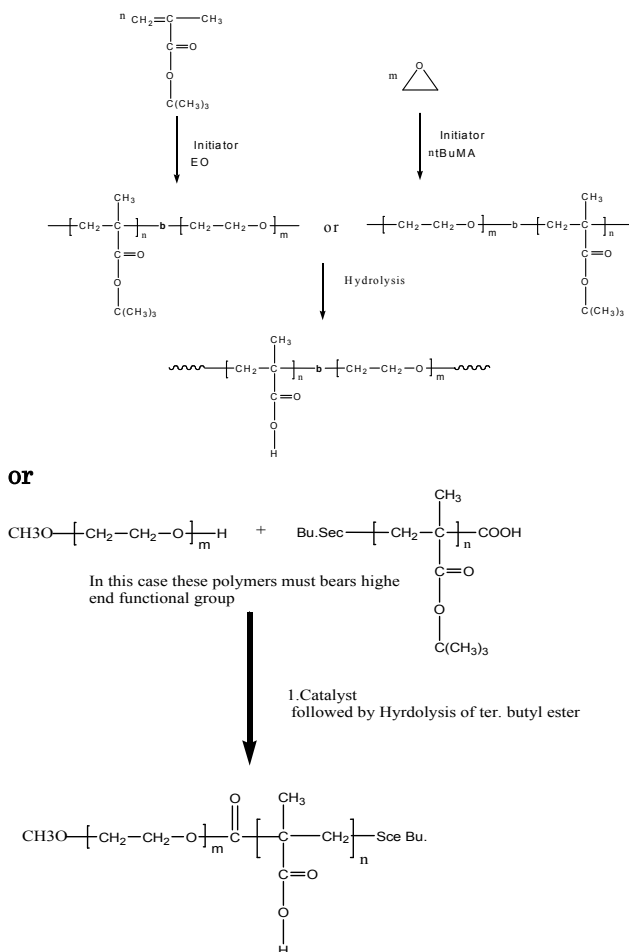 n CH2=C—CH3
C=O
O
C(CH3)3
O
m
Initiator
EO
Initiator
ntBuMA
CH3
—[CH2—C]n—b—[CH2—CH2—O]m— or —[CH2—CH2—O]m—b—[CH2—C]n—
CH3
C=O
O
C(CH3)3
C=O
O
C(CH3)3
Hydrolysis
CH3
[CH2—C]n—b—[CH2—CH2—O]m
C=O
O
H
or
CH3O—[CH2—CH2—O]m—H + Bu.Sec—[CH2—C]n—COOH
CH3
C=O
O
C(CH3)3
In this case these polymers must bears highe
end functional group
1.Catalyst
followed by Hyrdolysis of ter. butyl ester
O
CH3
CH3O—[CH2—CH2—O]m—C—[C—CH2]n—Sce Bu.
C=O
O
H